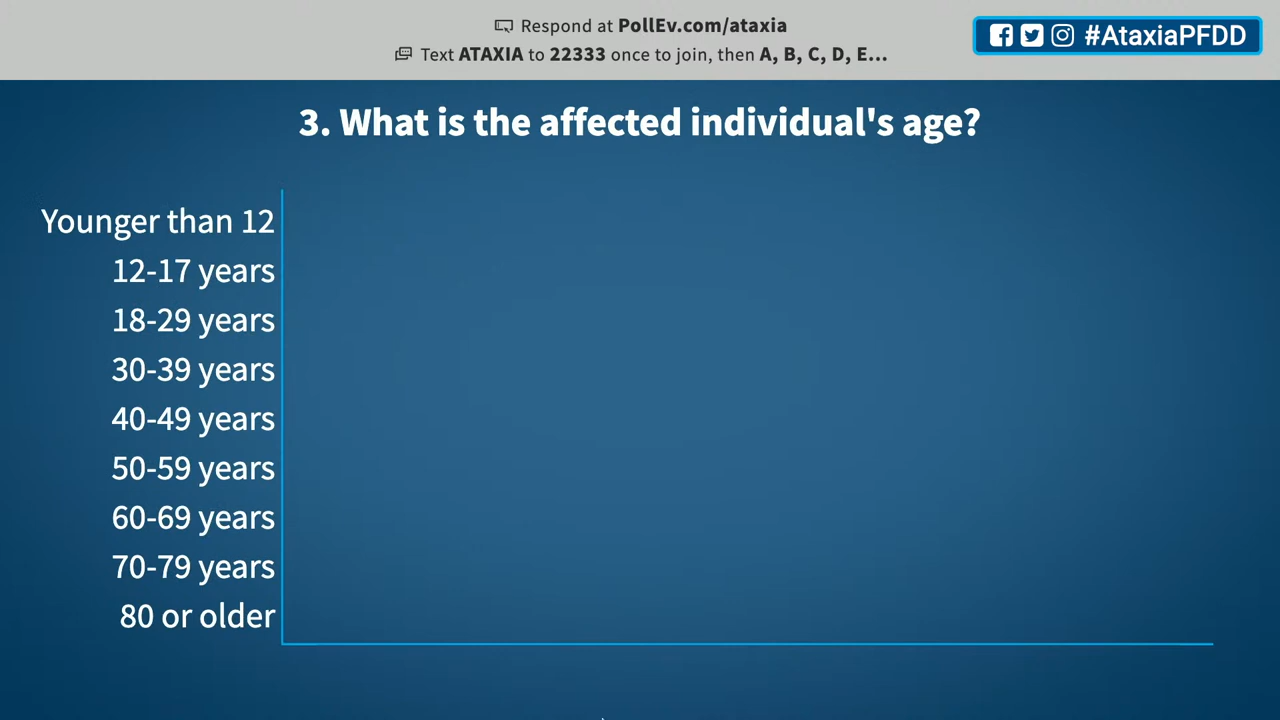 Respond at PollEv.com/ataxia
Text ATAXIA to 22333 once to join, then A, B, C, D, E...
#AtaxiaPFDD
3. What is the affected individual's age?
Younger than 12
12-17 years
18-29 years
30-39 years
40-49 years
50-59 years
60-69 years
70-79 years
80 or older